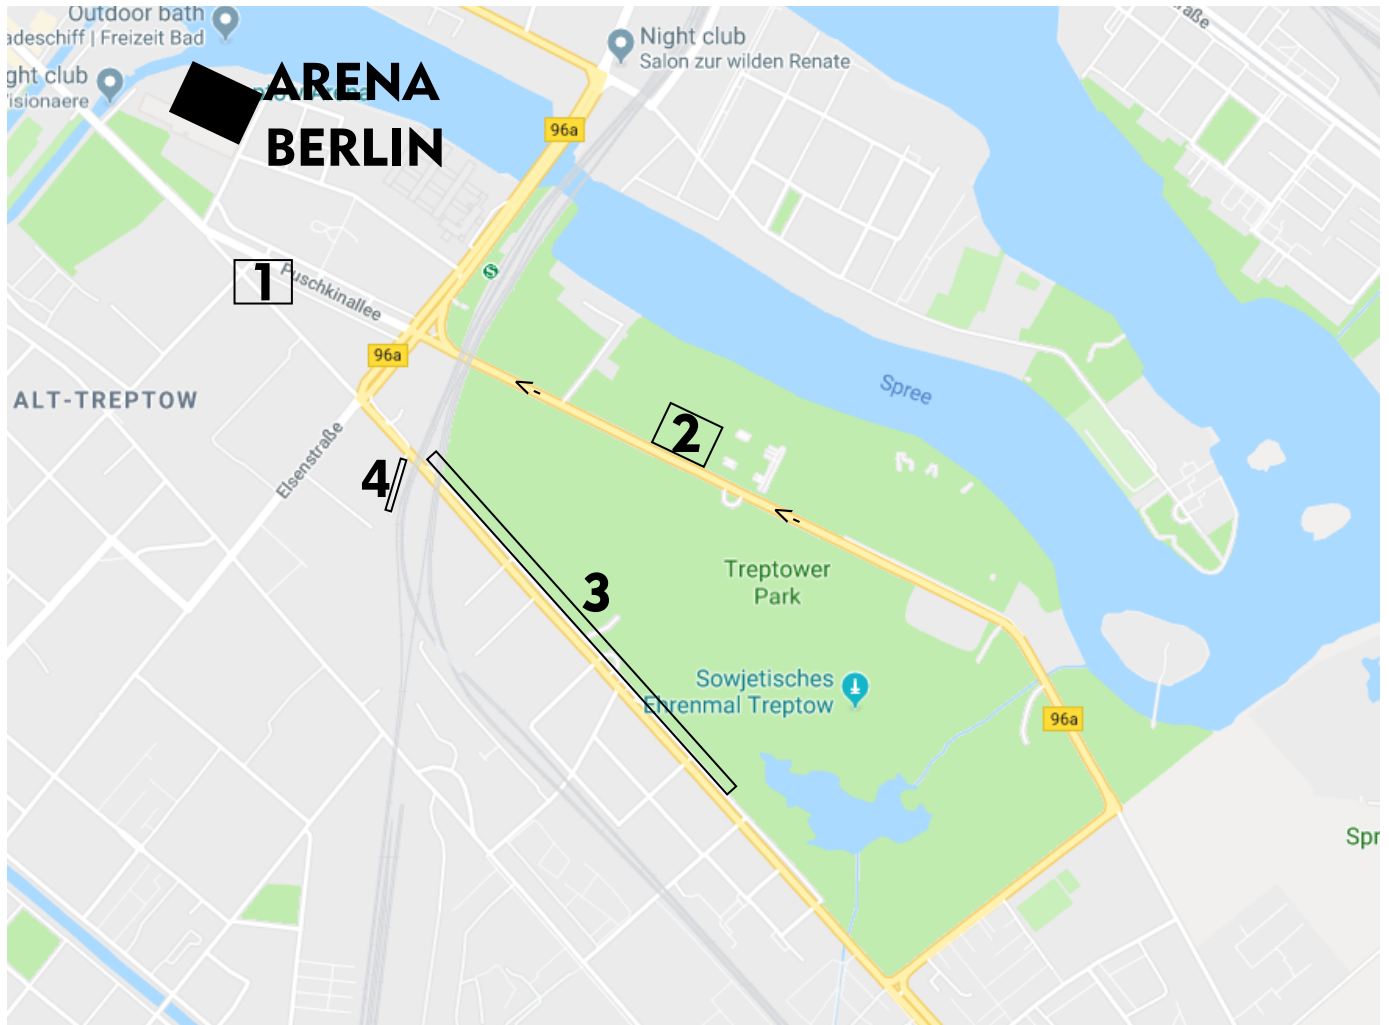 Outdoor bath
adeschiff | Freizeit Bad
ght club
isionaere
ARENA
BERLIN
Night club
Salon zur wilden Renate
96a
1
Puschkinallee
96a
ALT-TREPTOW
Elsenstraße
4
2
Spree
3
Treptower
Park
Sowjetisches
Ehrenmal Treptow
96a
Spr